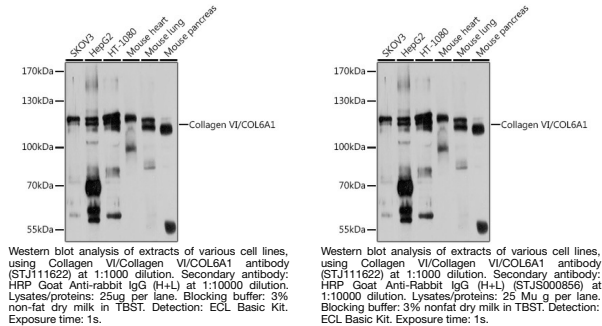 SKOV3
HepG2
HT-1080
Mouse heart
Mouse lung
Mouse pancreas
170kDa
130kDa
100kDa
70kDa
55kDa
Collagen VI/COL6A1
Western blot analysis of extracts of various cell lines,
using Collagen VI/Collagen VI/COL6A1 antibody
(STJ111622) at 1:1000 dilution. Secondary antibody:
HRP Goat Anti-rabbit IgG (H+L) at 1:10000 dilution.
Lysates/proteins: 25ug per lane. Blocking buffer: 3%
non-fat dry milk in TBST. Detection: ECL Basic Kit.
Exposure time: 1s.
SKOV3
HepG2
HT-1080
Mouse heart
Mouse lung
Mouse pancreas
170kDa
130kDa
100kDa
70kDa
55kDa
Collagen VI/COL6A1
Western blot analysis of extracts of various cell lines,
using Collagen VI/Collagen VI/COL6A1 antibody
(STJ111622) at 1:1000 dilution. Secondary antibody:
HRP Goat Anti-Rabbit IgG (H+L) (STJS000856) at
1:10000 dilution. Lysates/proteins: 25 Mu g per lane.
Blocking buffer: 3% nonfat dry milk in TBST. Detection:
ECL Basic Kit. Exposure time: 1s.